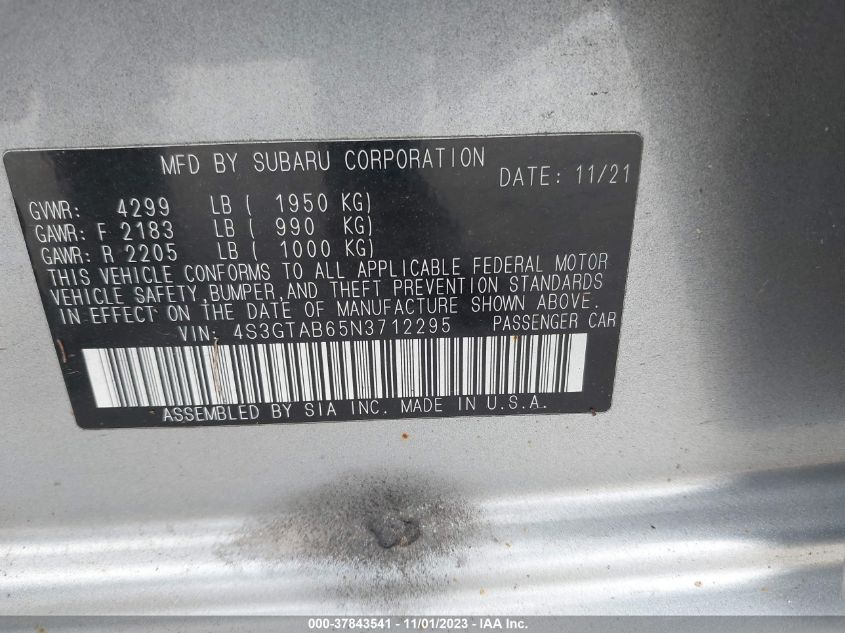 MFD BY SUBARU CORPORATION
DATE: 11/21
GVWR: 4299 LB ( 1950 KG)
GAWR: F 2183 LB ( 990 KG)
GAWR: R 2205 LB ( 1000 KG)
THIS VEHICLE CONFORMS TO ALL APPLICABLE FEDERAL MOTOR
VEHICLE SAFETY,BUMPER,AND THEFT PREVENTION STANDARDS
IN EFFECT ON THE DATE OF MANUFACTURE SHOWN ABOVE.
VIN: 4S3GTAB65N3712295 PASSENGER CAR
ASSEMBLED BY SIA INC. MADE IN U.S.A.
000-37843541 - 11/01/2023 - IAA Inc.